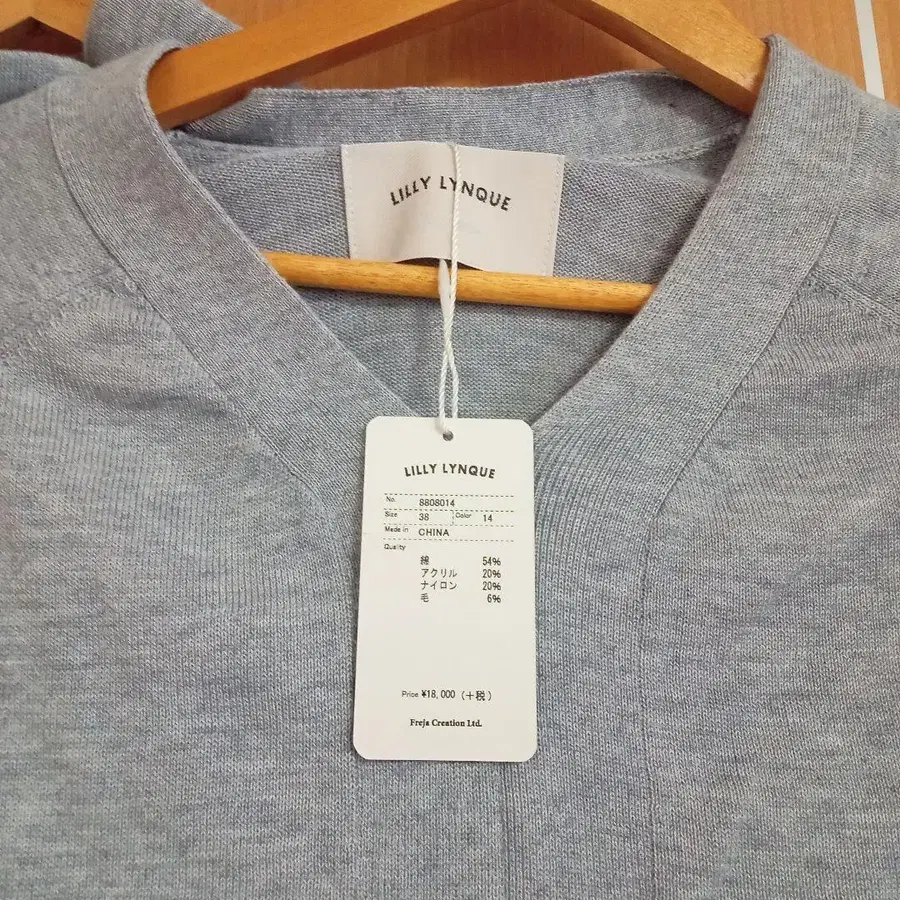 LILLY LYNQUE
LILLY LYNQUE
No. 8808014
Size 38 Color 14
Made in CHINA
Quality
綿 54%
アクリル 20%
ナイロン 20%
毛 6%
Price ¥18,000 (+税)
Freja Creation Ltd.